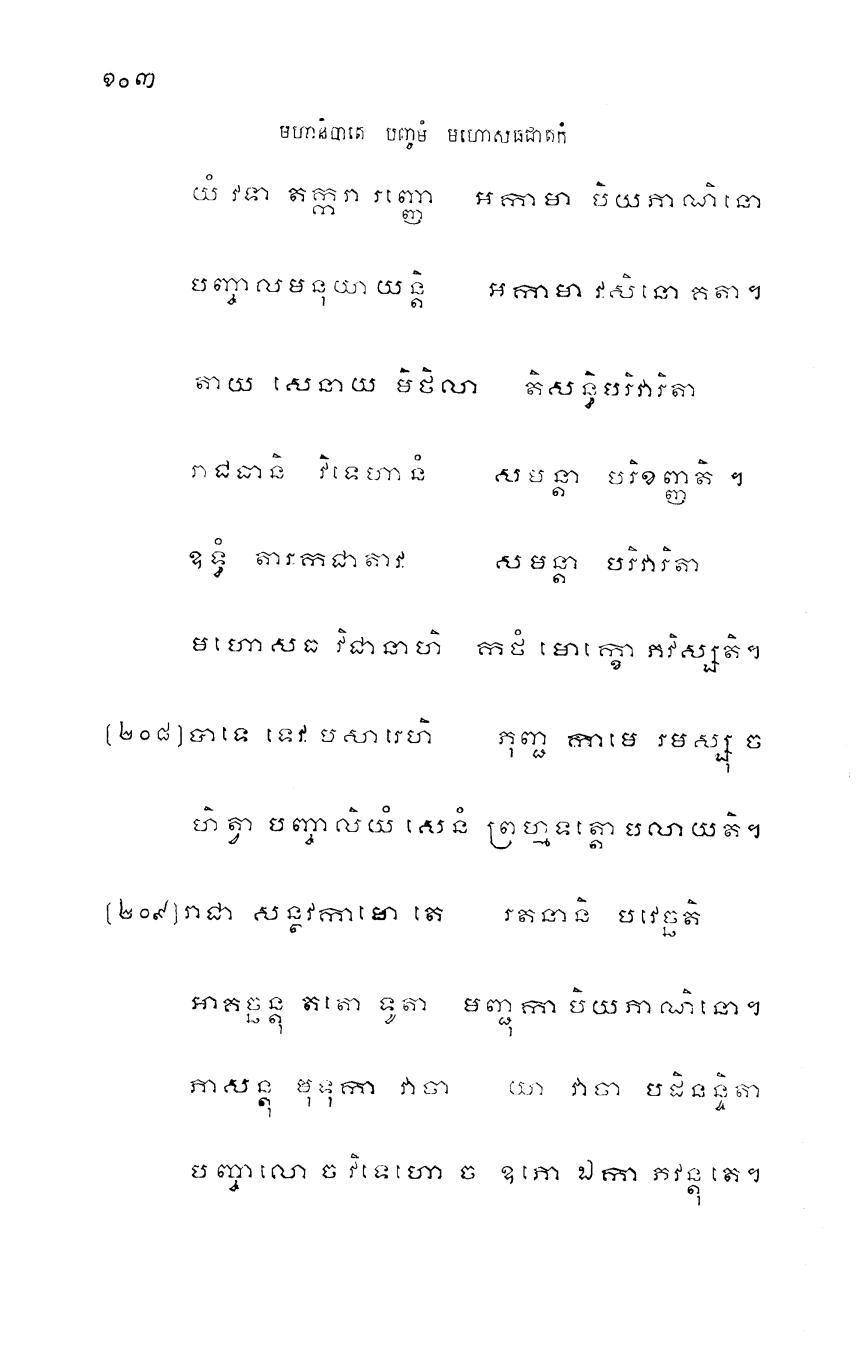 ១០៣
មហានិបាតេ បញ្ចមំ មហោសធជាតកំ
យំ វទា តក្ករា រញ្ញោ អកាមា បិយភាណិនោ
បញ្ចាលមនុយាយន្តិ អកាមា វសិនោ គតា។
តាយ សេនាយ មិថិលា តិសន្ធិបរិវារិតា
រាជធានិ វិទេហានំ សមន្តា បរិខញ្ញតិ ។
ឧទ្ធំ តារកជាតាវ សមន្តា បរិវារិតា
មហោសធ វិជានាហិ កថំ មោក្ខោ ភវិស្សតិ។
(២០៨)បាទេ ទេវ បសារេហិ ភុញ្ជ កាមេ រមស្សុ ច
ហិត្វា បញ្ចាលិយំ សេនំ ព្រហ្មទត្តោ បលាយតិ។
(២០៩)រាជា សន្ថវកាមោ តេ រតនានិ បវេច្ឆតិ
អាគច្ឆន្តុ តតោ ទូតា មញ្ជុកា បិយភាណិនោ។
ភាសន្តុ មុទុកា វាចា យា វាចា បដិនន្ទិតា
បញ្ចាលោ ច វិទេហោ ច ឧភោ ឯកា ភវន្តុ តេ។